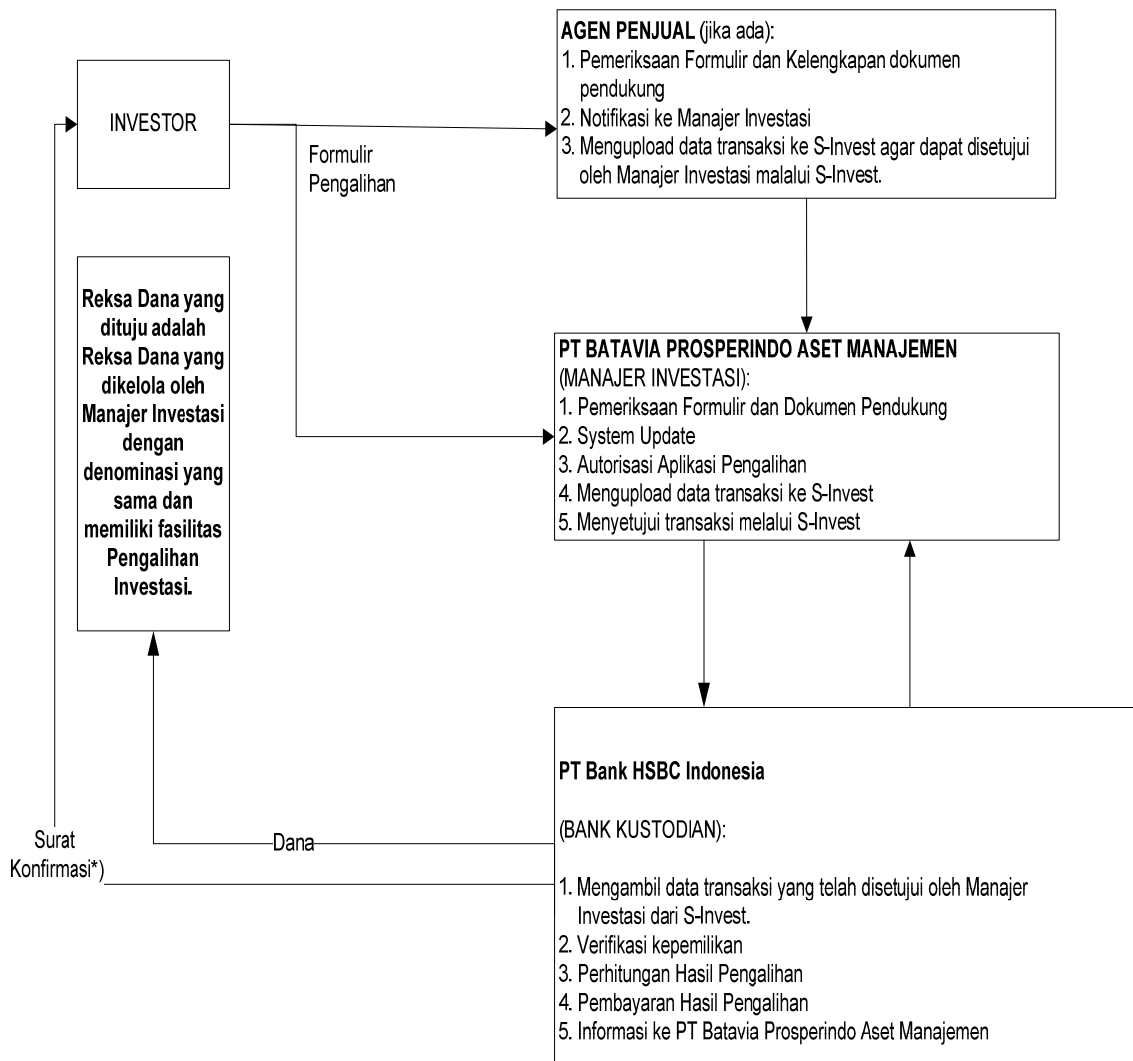 AGEN PENJUAL (jika ada):
1. Pemeriksaan Formulir dan Kelengkapan dokumen
pendukung
2. Notifikasi ke Manajer Investasi
3. Mengupload data transaksi ke S-Invest agar dapat disetujui
oleh Manajer Investasi malalui S-Invest.
INVESTOR
Formulir
Pengalihan
Reksa Dana yang
dituju adalah
Reksa Dana yang
dikelola oleh
Manajer Investasi
dengan
denominasi yang
sama dan
memiliki fasilitas
Pengalihan
Investasi.
PT BATAVIA PROSPERINDO ASET MANAJEMEN
(MANAJER INVESTASI):
1. Pemeriksaan Formulir dan Dokumen Pendukung
2. System Update
3. Autorisasi Aplikasi Pengalihan
4. Mengupload data transaksi ke S-Invest
5. Menyetujui transaksi melalui S-Invest
PT Bank HSBC Indonesia
(BANK KUSTODIAN):
1. Mengambil data transaksi yang telah disetujui oleh Manajer
Investasi dari S-Invest.
2. Verifikasi kepemilikan
3. Perhitungan Hasil Pengalihan
4. Pembayaran Hasil Pengalihan
5. Informasi ke PT Batavia Prosperindo Aset Manajemen
Dana
Surat
Konfirmasi*)